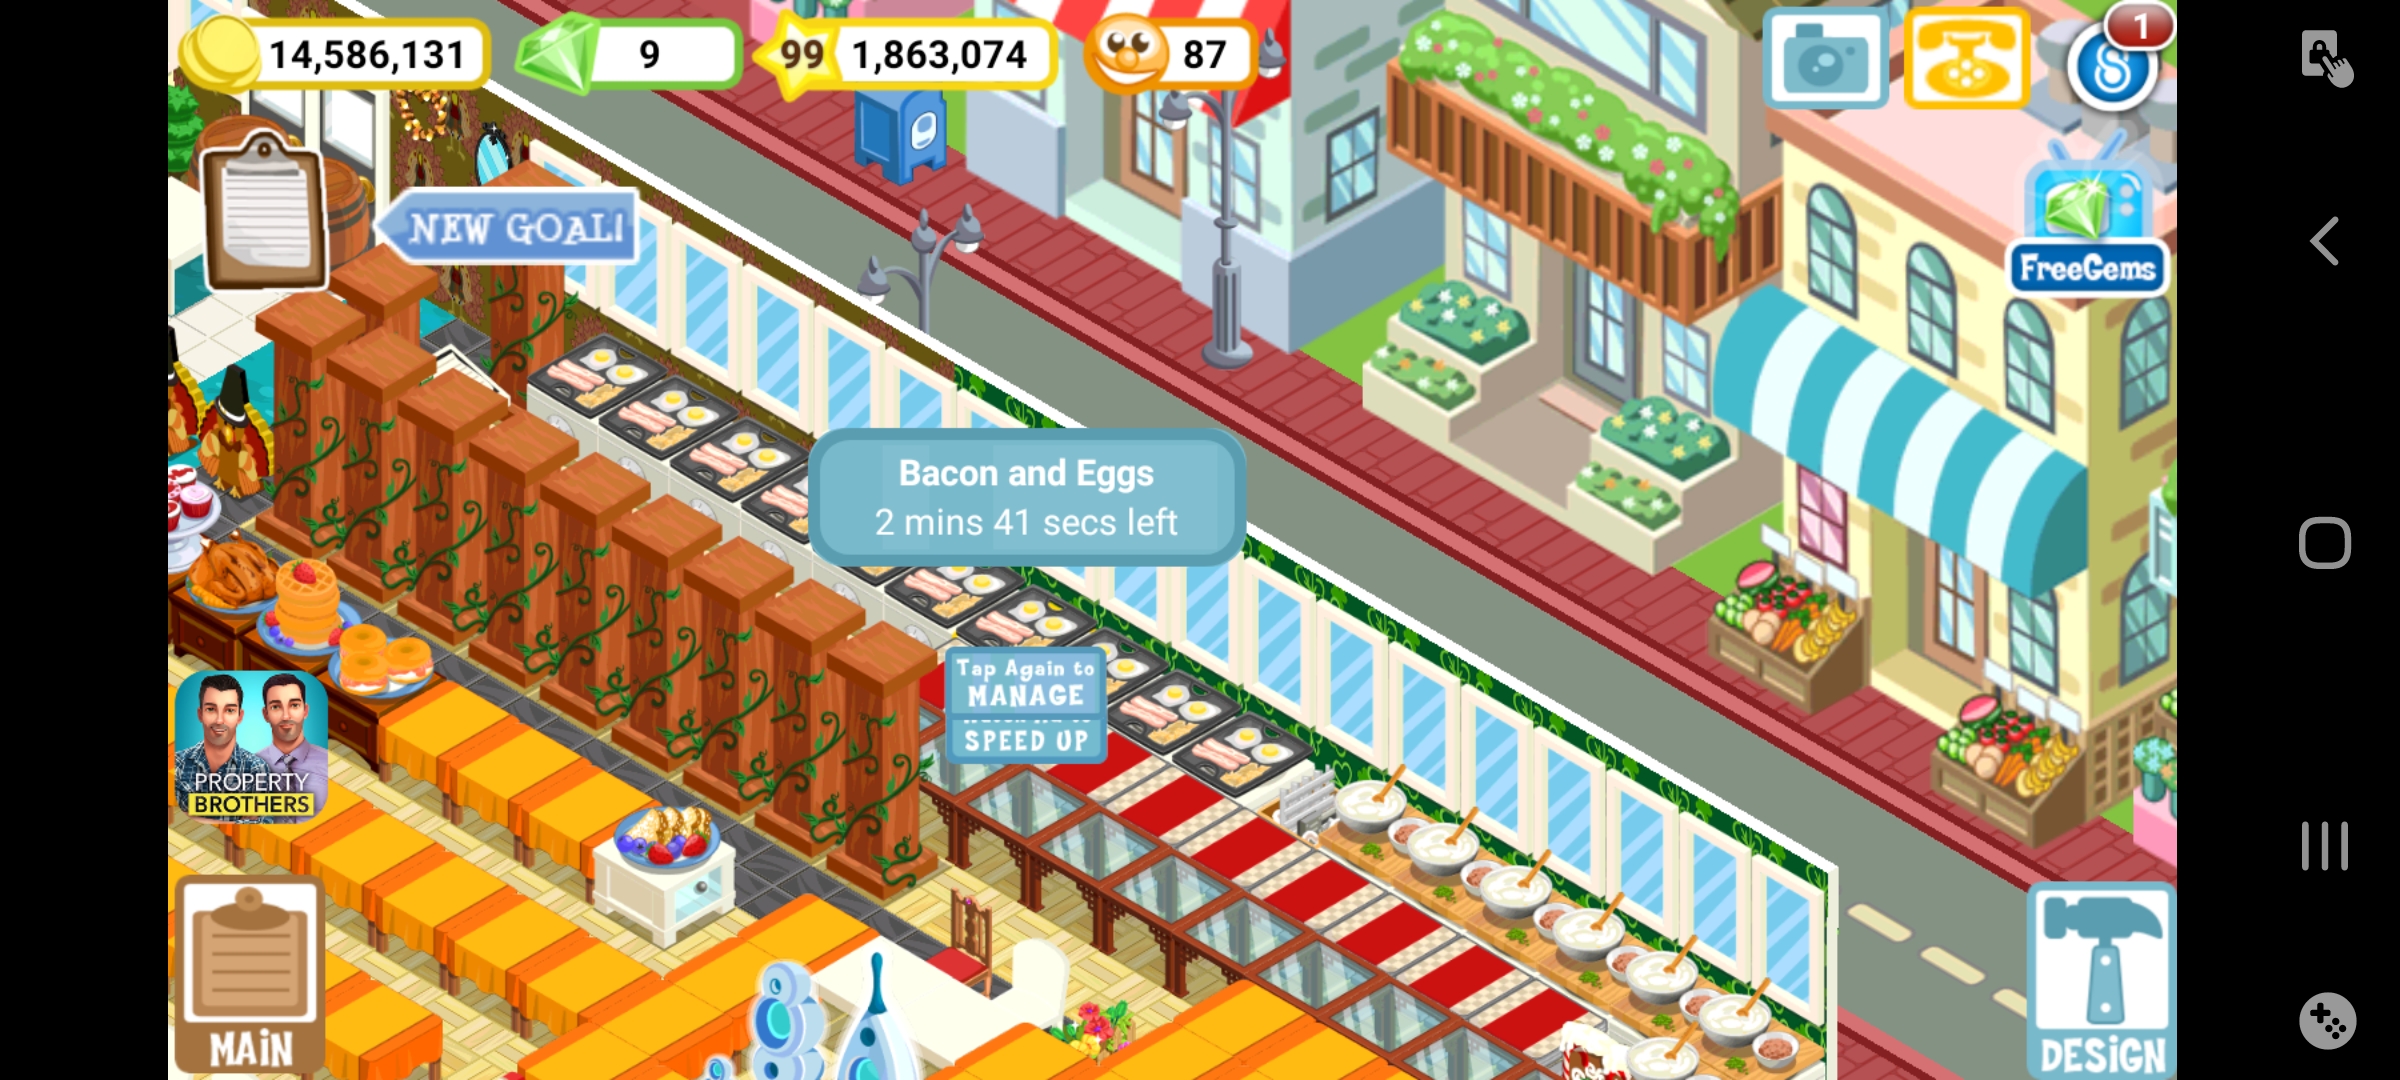 14,586,131
9
99 1,863,074
87
1
NEW GOAL!
FreeGems
Bacon and Eggs
2 mins 41 secs left
Tap Again to
MANAGE
SPEED UP
PROPERTY
BROTHERS
MAIN
DESIGN